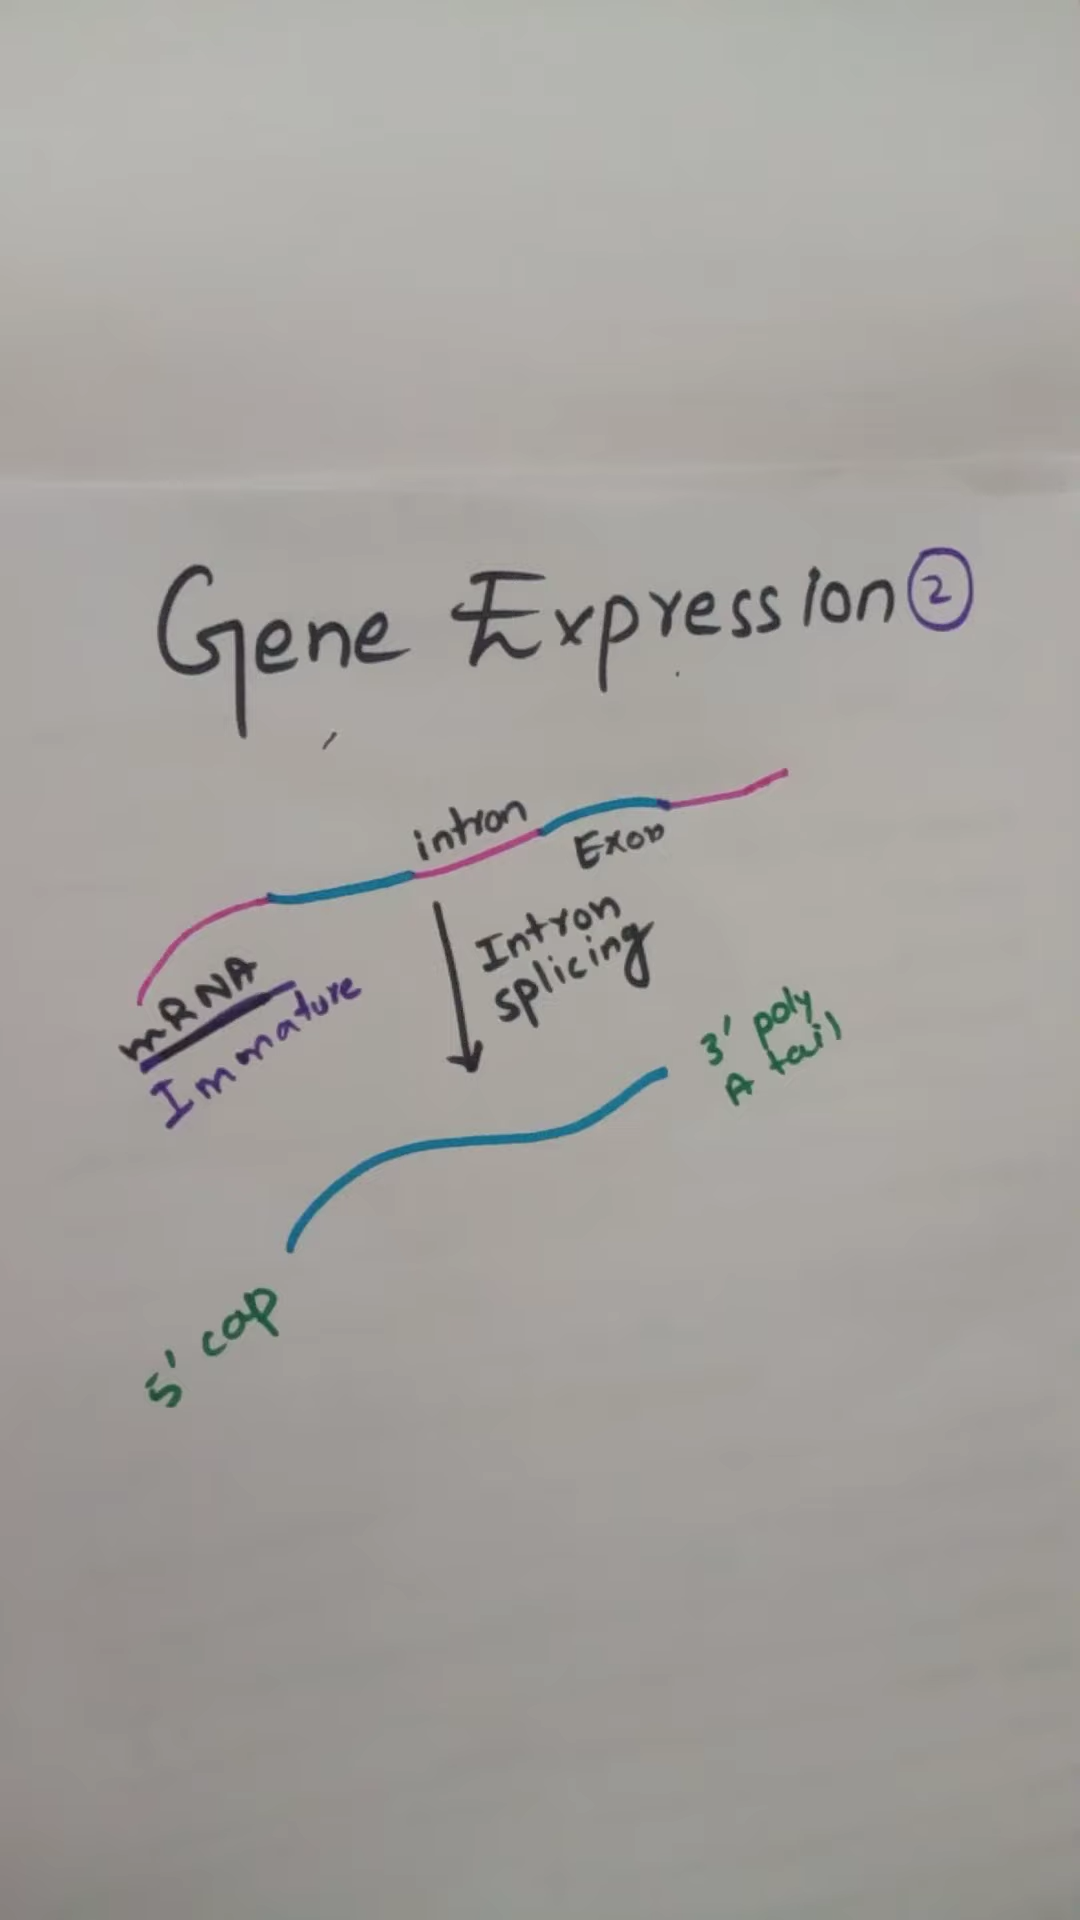 Gene Expression 2
intron
Exon
mRNA
Immature
Intron
splicing
3' poly
A tail
5' cap